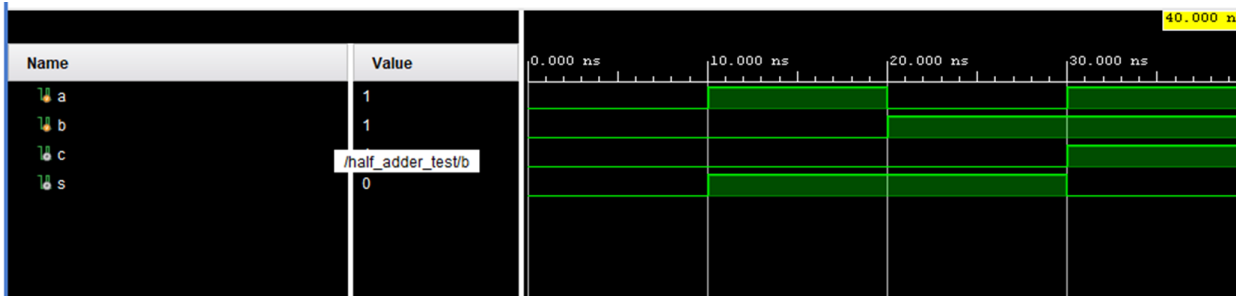 40.000 n
Name Value 0.000 ns 10.000 ns 20.000 ns 30.000 ns
a 1
b 1
c
/half_adder_test/b
s 0